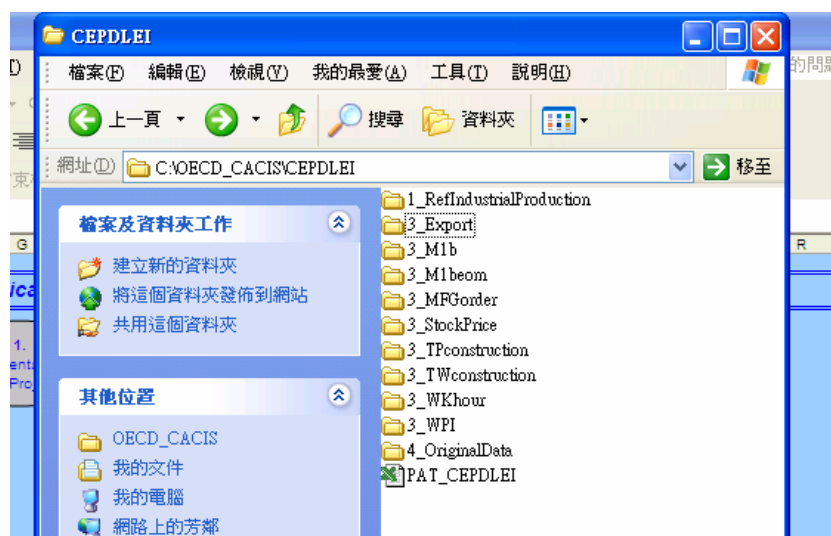 CEPDLEI
檔案(F) 編輯(E) 檢視(V) 我的最愛(A) 工具(T) 說明(H)
的問題
上一頁 搜尋 資料夾
網址(D) C:\OECD_CACIS\CEPDLEI 移至
檔案及資料夾工作
建立新的資料夾
將這個資料夾發佈到網站
共用這個資料夾
其他位置
OECD_CACIS
我的文件
我的電腦
網路上的芳鄰
1_RefIndustrialProduction
3_Export
3_M1b
3_M1beom
3_MFGorder
3_StockPrice
3_TPconstruction
3_TWconstruction
3_WKhour
3_WPI
4_OriginalData
PAT_CEPDLEI
G
R
1.